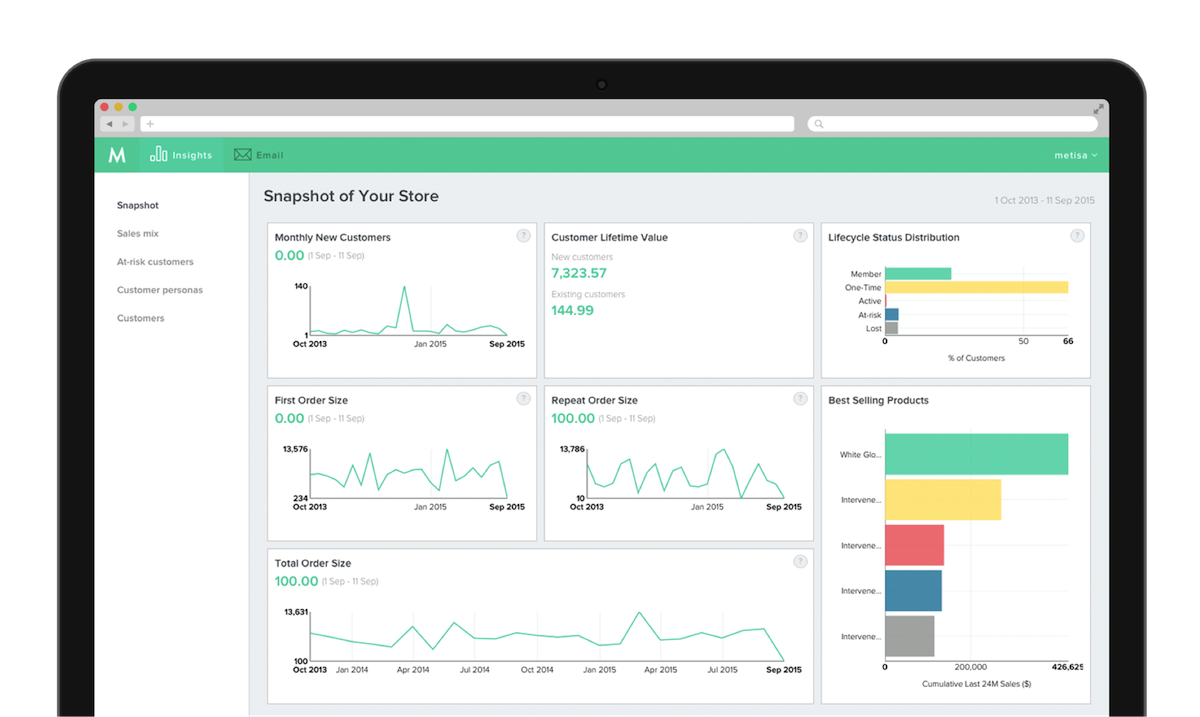 M Insights Email metisa
Snapshot
Sales mix
At-risk customers
Customer personas
Customers
Snapshot of Your Store
1 Oct 2013 - 11 Sep 2015
Monthly New Customers ?
0.00 (1 Sep - 11 Sep)
140
1
Oct 2013 Jan 2015 Sep 2015
Customer Lifetime Value ?
New customers
7,323.57
Existing customers
144.99
Lifecycle Status Distribution ?
Member
One-Time
Active
At-risk
Lost
0 50 66
% of Customers
First Order Size ?
0.00 (1 Sep - 11 Sep)
13,576
234
Oct 2013 Jan 2015 Sep 2015
Repeat Order Size ?
100.00 (1 Sep - 11 Sep)
13,786
10
Oct 2013 Jan 2015 Sep 2015
Best Selling Products
White Glo...
Intervene...
Intervene...
Intervene...
Intervene...
0 200,000 426,625
Cumulative Last 24M Sales ($)
Total Order Size ?
100.00 (1 Sep - 11 Sep)
13,631
100
Oct 2013 Jan 2014 Apr 2014 Jul 2014 Oct 2014 Jan 2015 Apr 2015 Jul 2015 Sep 2015